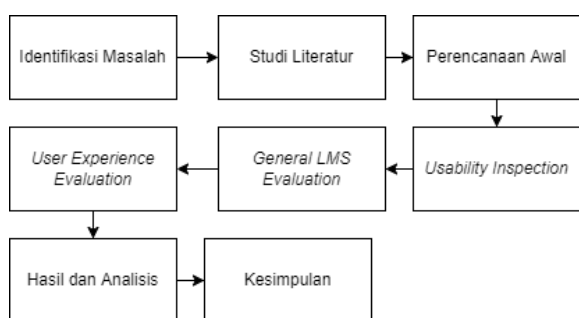 Identifikasi Masalah
Studi Literatur
Perencanaan Awal
Usability Inspection
General LMS
Evaluation
User Experience
Evaluation
Hasil dan Analisis
Kesimpulan